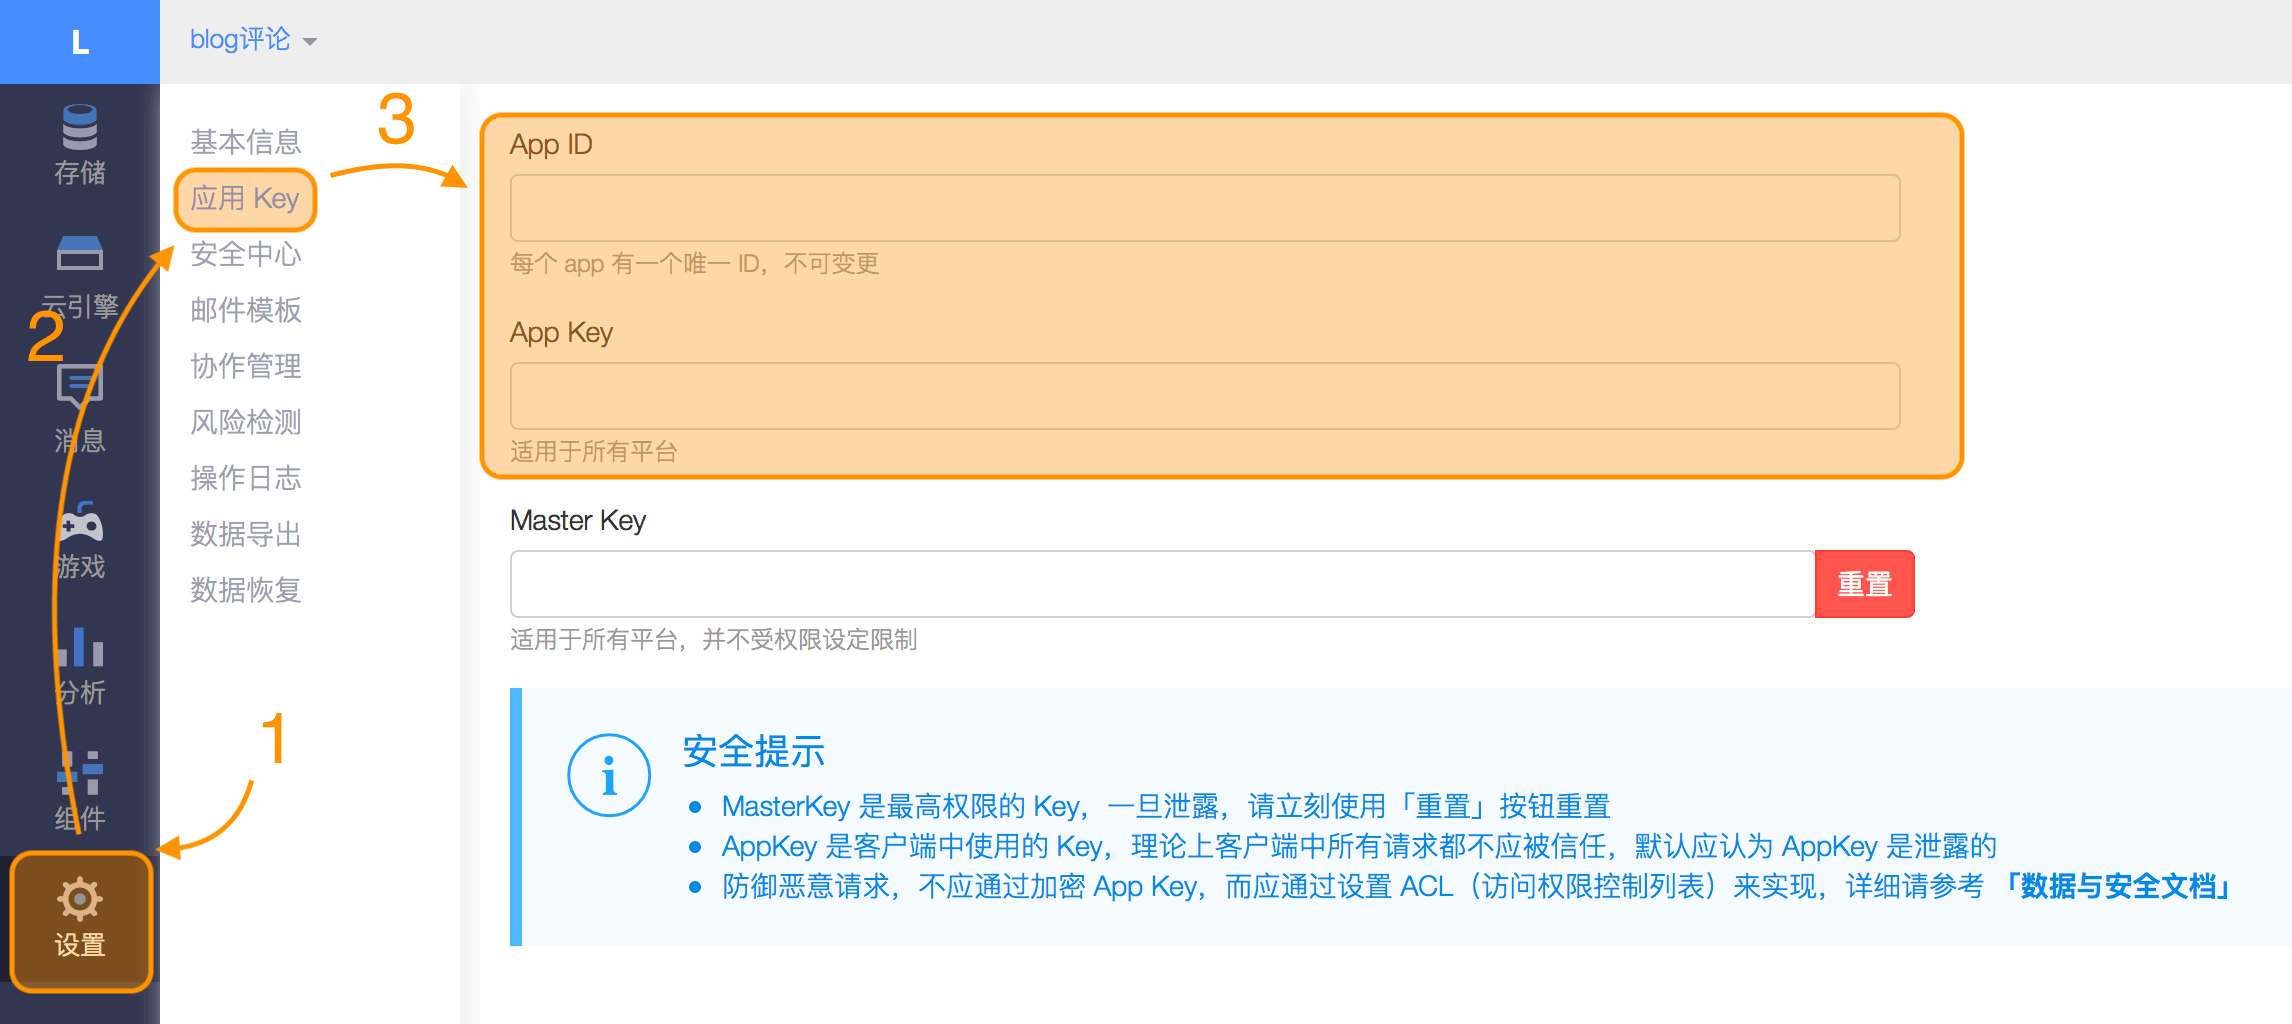 L
blog评论
存储
云引擎
消息
游戏
分析
组件
设置
基本信息
应用 Key
安全中心
邮件模板
协作管理
风险检测
操作日志
数据导出
数据恢复
1
2
3
App ID
每个 app 有一个唯一 ID，不可变更
App Key
适用于所有平台
Master Key
重置
适用于所有平台，并不受权限设定限制
i
安全提示
MasterKey 是最高权限的 Key，一旦泄露，请立刻使用「重置」按钮重置
AppKey 是客户端中使用的 Key，理论上客户端中所有请求都不应被信任，默认应认为 AppKey 是泄露的
防御恶意请求，不应通过加密 App Key，而应通过设置 ACL（访问权限控制列表）来实现，详细请参考 「数据与安全文档」